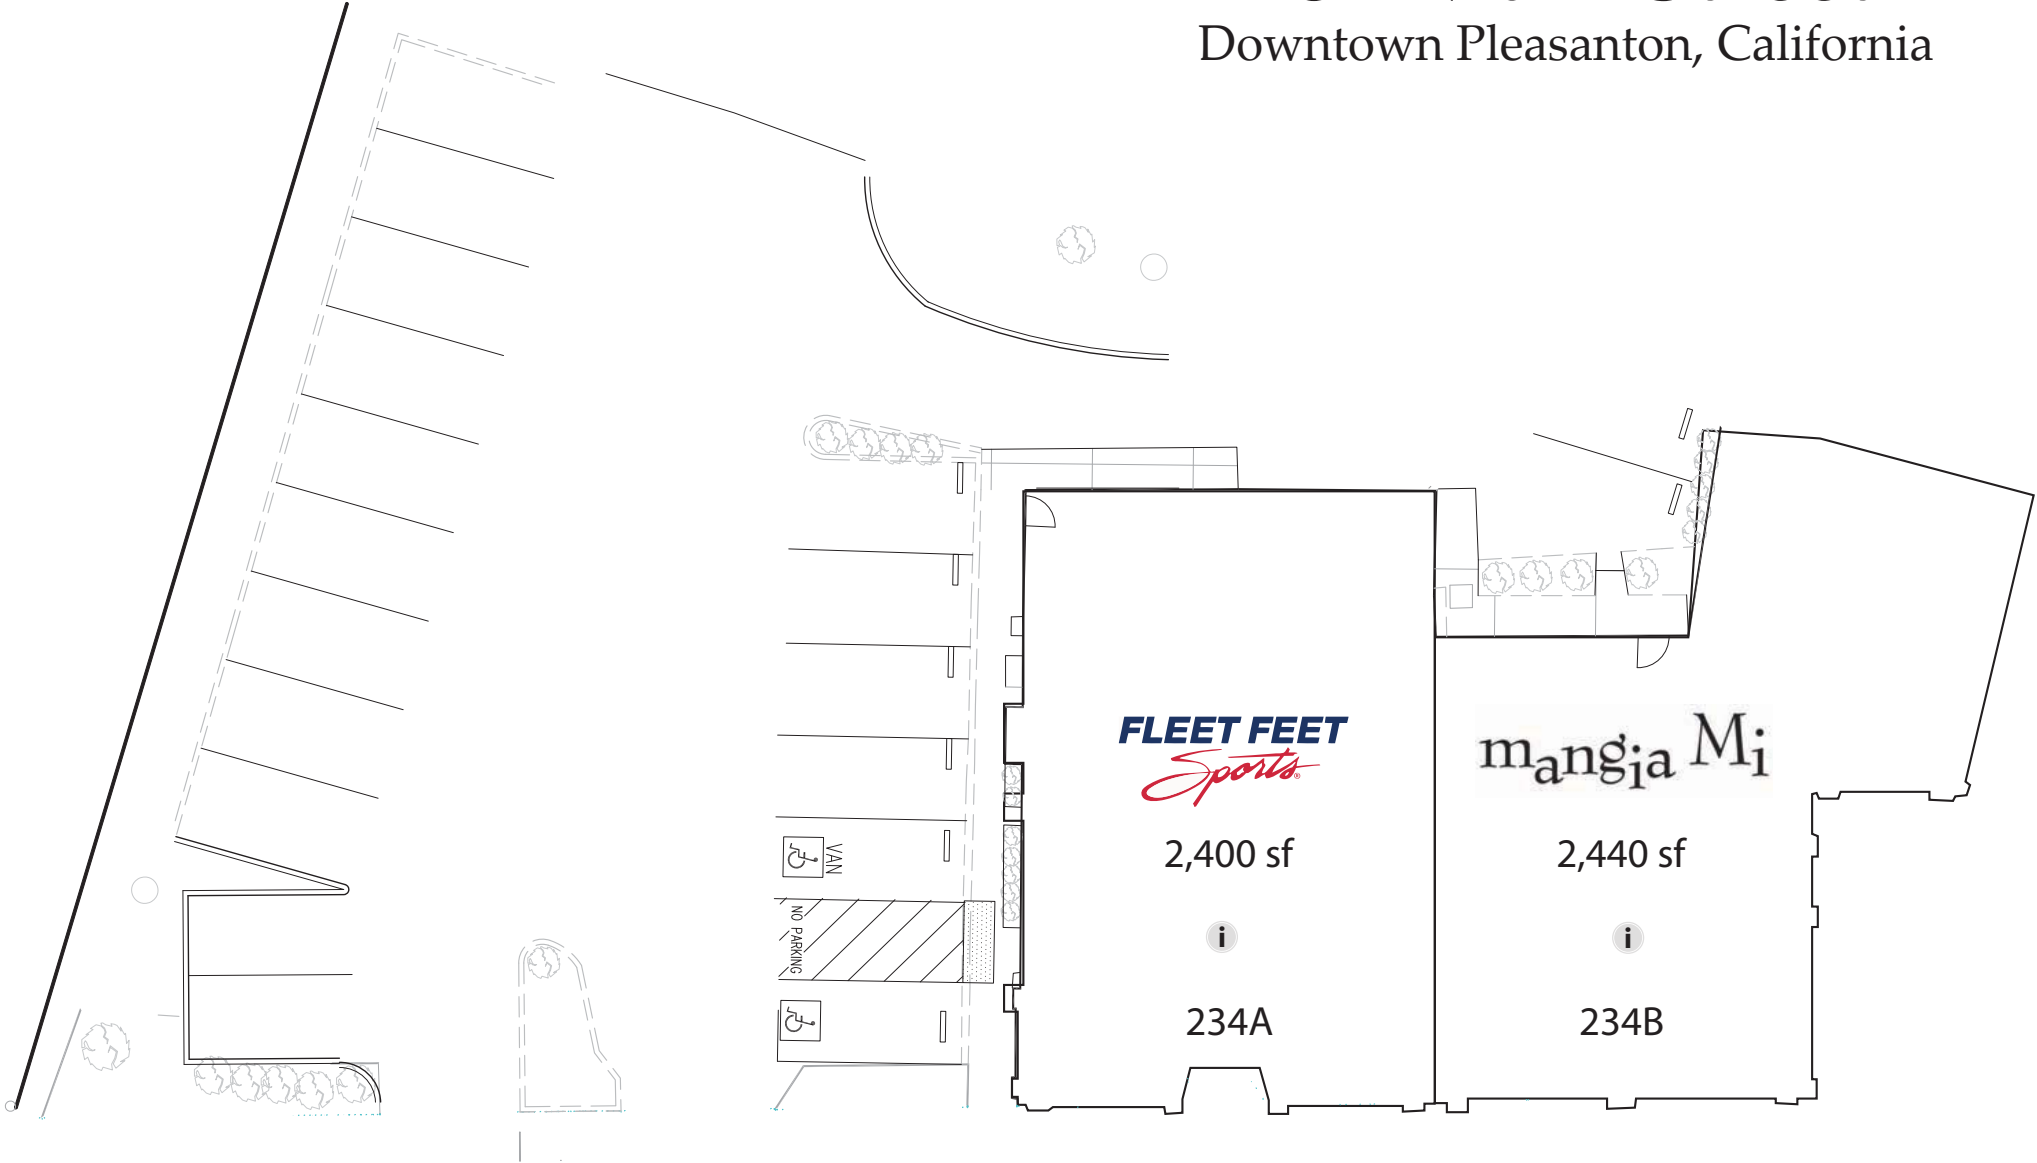 Downtown Pleasanton, California
FLEET FEET
Sports®
mangia Mi
2,400 sf
2,440 sf
VAN
NO PARKING
i
i
234A
234B